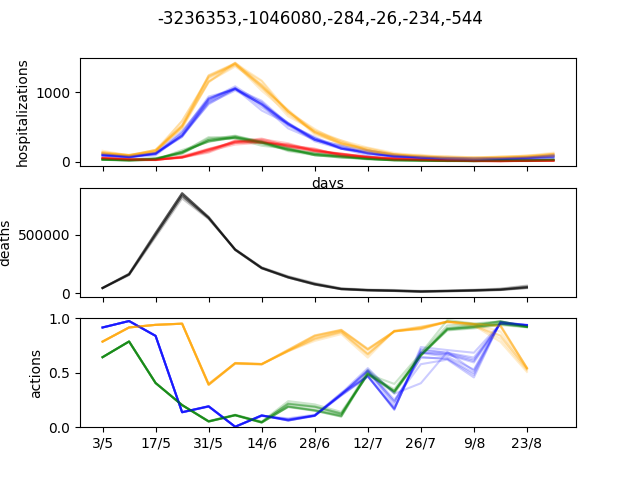 -3236353,-1046080,-284,-26,-234,-544
hospitalizations
1000
0
days
deaths
500000
0
actions
1.0
0.5
0.0
3/5 17/5 31/5 14/6 28/6 12/7 26/7 9/8 23/8